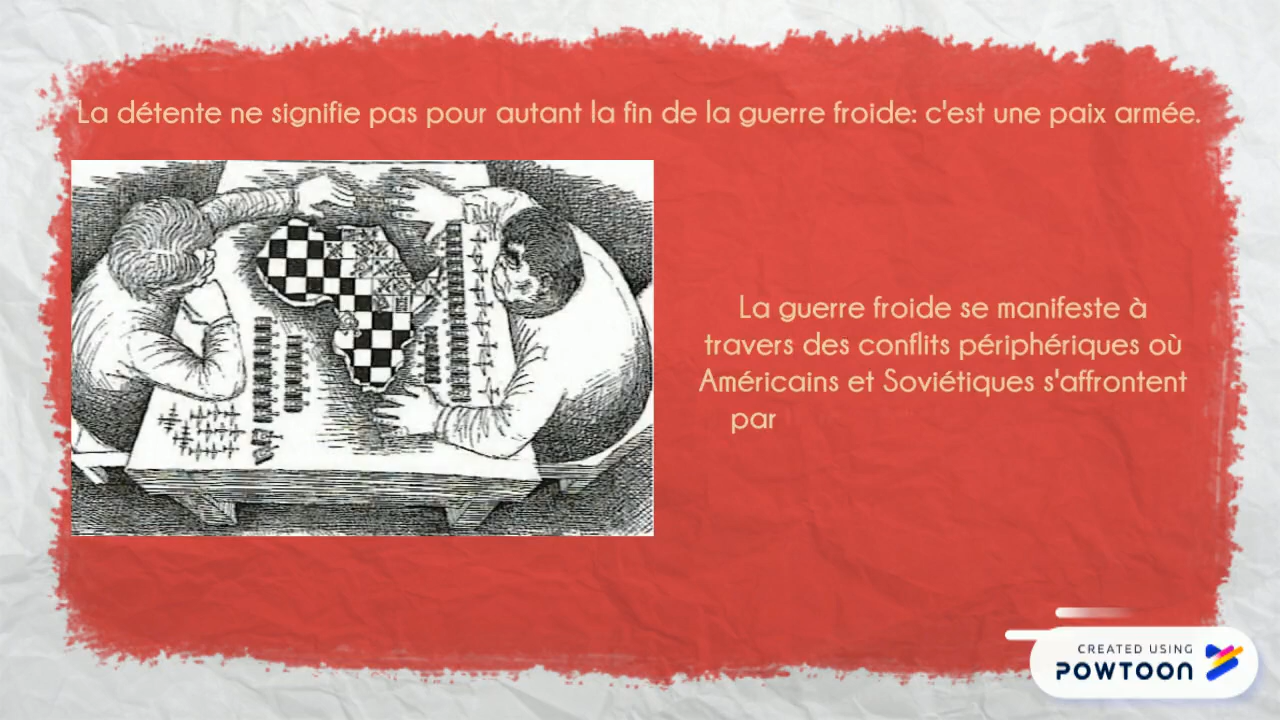 La détente ne signifie pas pour autant la fin de la guerre froide: c'est une paix armée.
La guerre froide se manifeste à
travers des conflits périphériques où
Américains et Soviétiques s'affrontent
par
CREATED USING
POWTOON